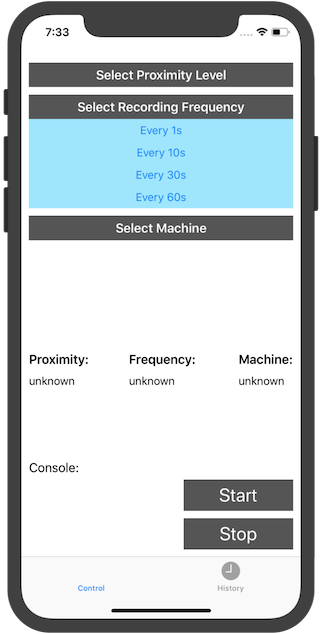 7:33
Select Proximity Level
Select Recording Frequency
Every 1s
Every 10s
Every 30s
Every 60s
Select Machine
Proximity: Frequency: Machine:
unknown unknown unknown
Console:
Start
Stop
Control History